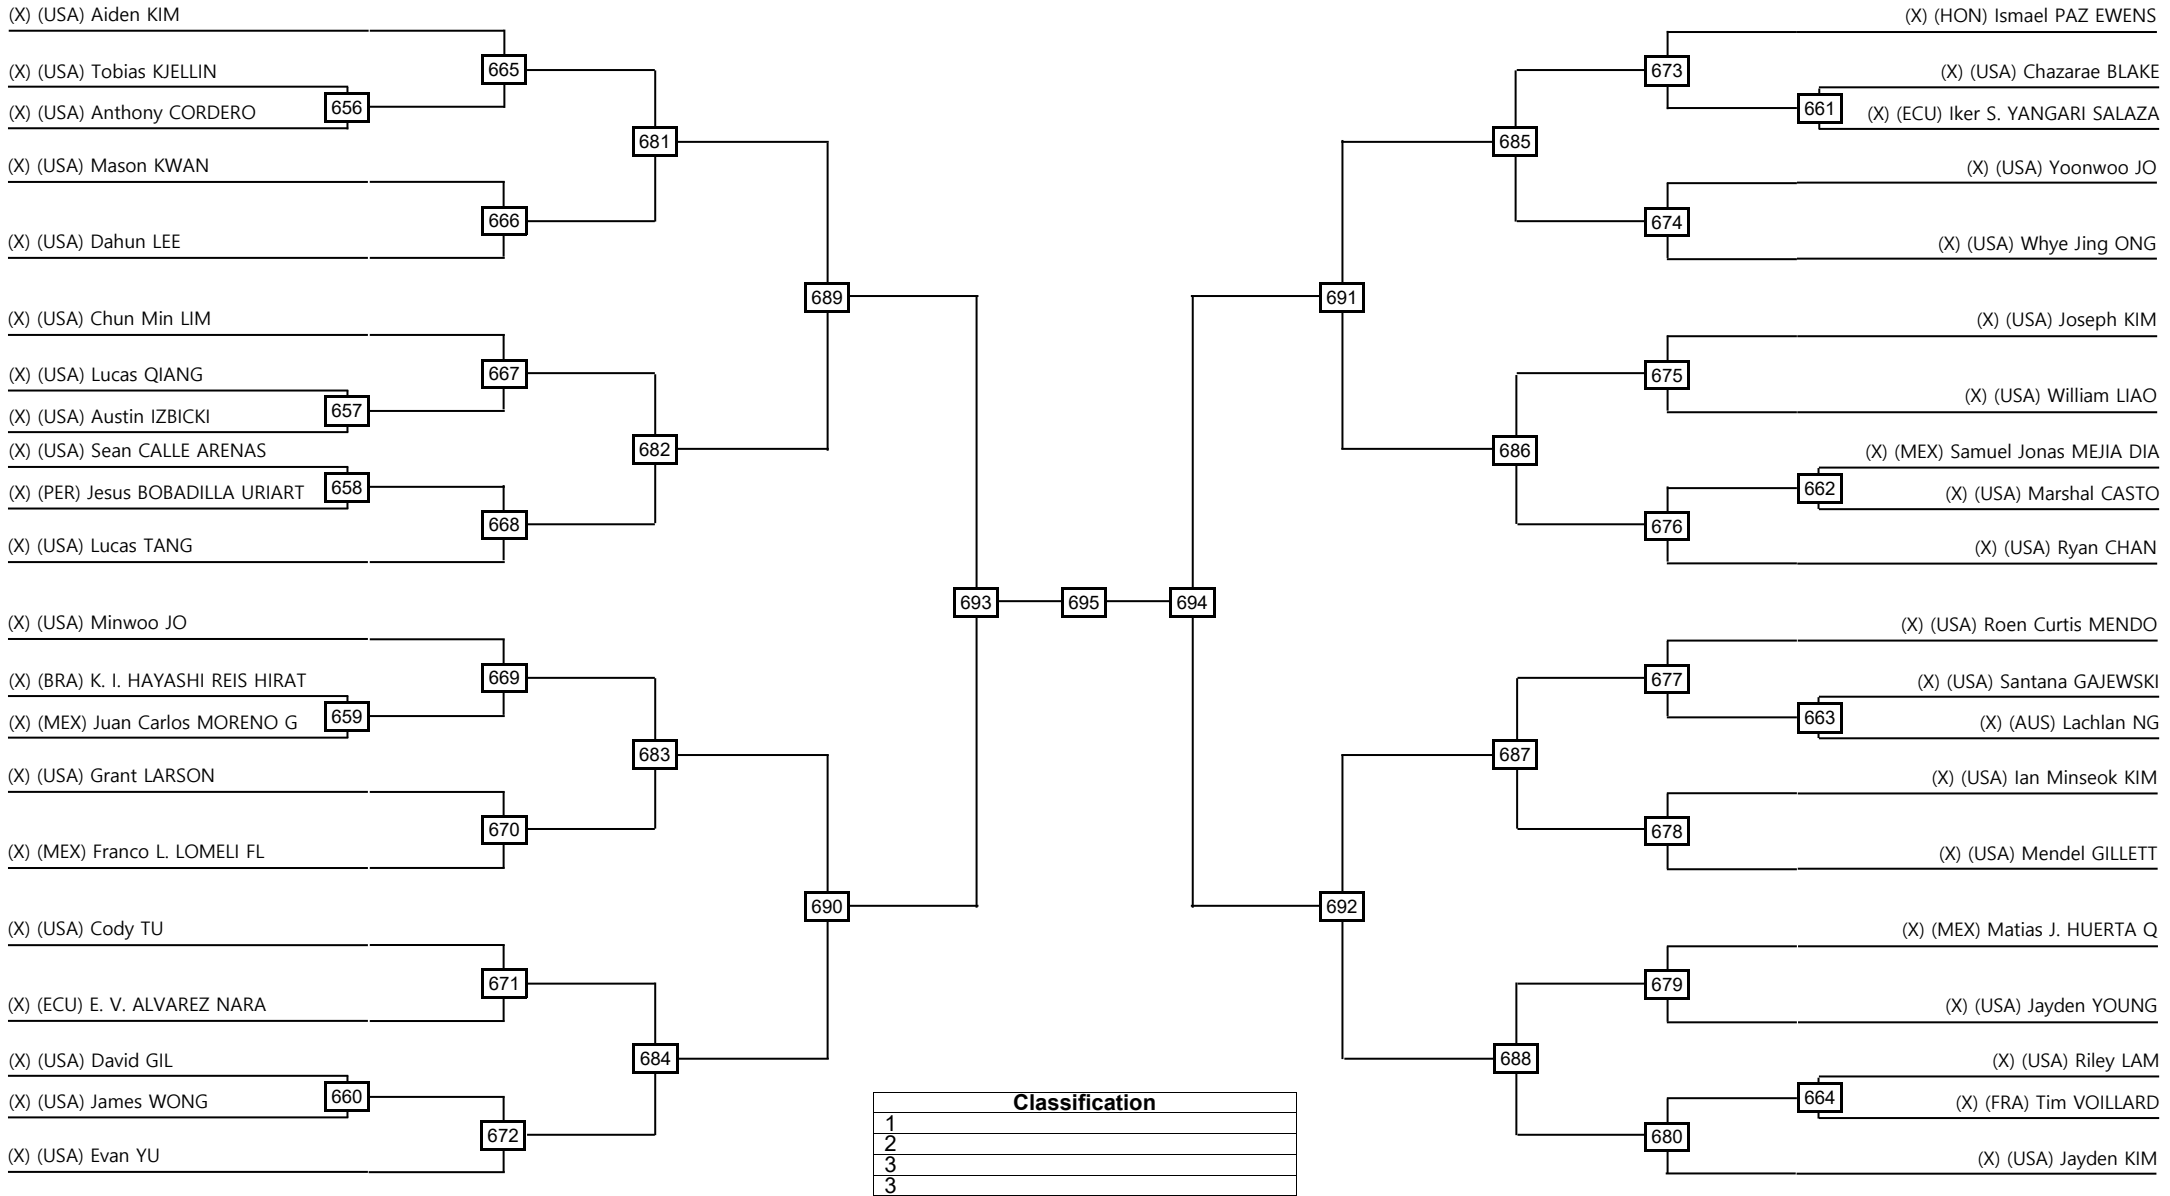 (X) (USA) Aiden KIM
665
(X) (USA) Tobias KJELLIN
656
(X) (USA) Anthony CORDERO
681
(X) (USA) Mason KWAN
666
(X) (USA) Dahun LEE
689
(X) (USA) Chun Min LIM
667
(X) (USA) Lucas QIANG
657
(X) (USA) Austin IZBICKI
682
(X) (USA) Sean CALLE ARENAS
658
(X) (PER) Jesus BOBADILLA URIART
668
(X) (USA) Lucas TANG
693
695
694
(X) (USA) Minwoo JO
669
(X) (BRA) K. I. HAYASHI REIS HIRAT
659
(X) (MEX) Juan Carlos MORENO G
683
(X) (USA) Grant LARSON
670
(X) (MEX) Franco L. LOMELI FL
690
(X) (USA) Cody TU
671
(X) (ECU) E. V. ALVAREZ NARA
684
(X) (USA) David GIL
660
(X) (USA) James WONG
672
(X) (USA) Evan YU
(X) (HON) Ismael PAZ EWENS
673
(X) (USA) Chazarae BLAKE
661
(X) (ECU) Iker S. YANGARI SALAZA
685
(X) (USA) Yoonwoo JO
674
(X) (USA) Whye Jing ONG
691
(X) (USA) Joseph KIM
675
(X) (USA) William LIAO
686
(X) (MEX) Samuel Jonas MEJIA DIA
662
(X) (USA) Marshal CASTO
676
(X) (USA) Ryan CHAN
(X) (USA) Roen Curtis MENDO
677
(X) (USA) Santana GAJEWSKI
663
(X) (AUS) Lachlan NG
687
(X) (USA) Ian Minseok KIM
678
(X) (USA) Mendel GILLETT
692
(X) (MEX) Matias J. HUERTA Q
679
(X) (USA) Jayden YOUNG
688
(X) (USA) Riley LAM
664
(X) (FRA) Tim VOILLARD
680
(X) (USA) Jayden KIM
Classification
1
2
3
3